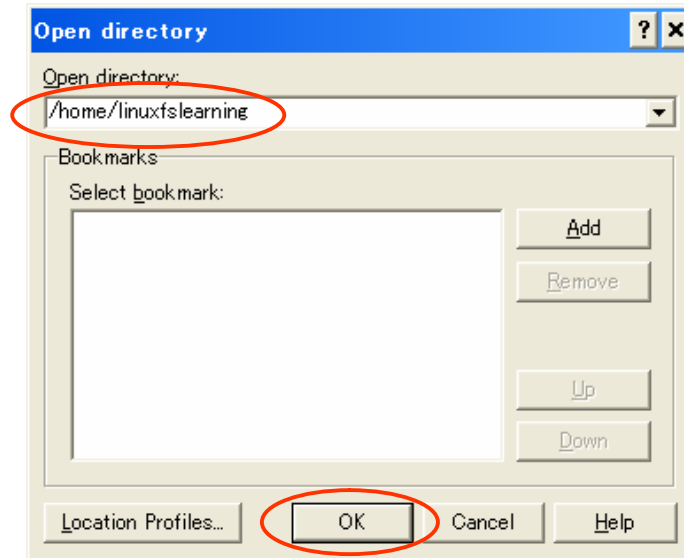 Open directory
Open directory:
/home/linuxfslearning
Bookmarks
Select bookmark:
Add
Remove
Up
Down
Location Profiles...
OK
Cancel
Help